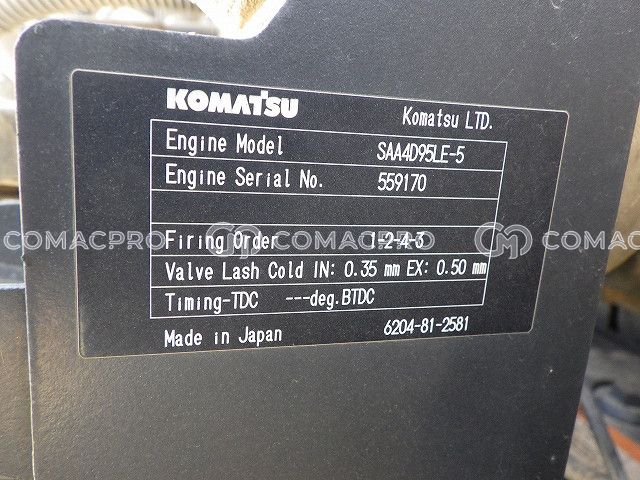 KOMATSU Komatsu LTD.
Engine Model SAA4D95LE-5
Engine Serial No. 559170
COMACPRO COMACPRO
Firing Order 1-2-4-3
Valve Lash Cold IN: 0.35 mm EX: 0.50 mm
Timing-TDC ---deg.BTDC
Made in Japan 6204-81-2581